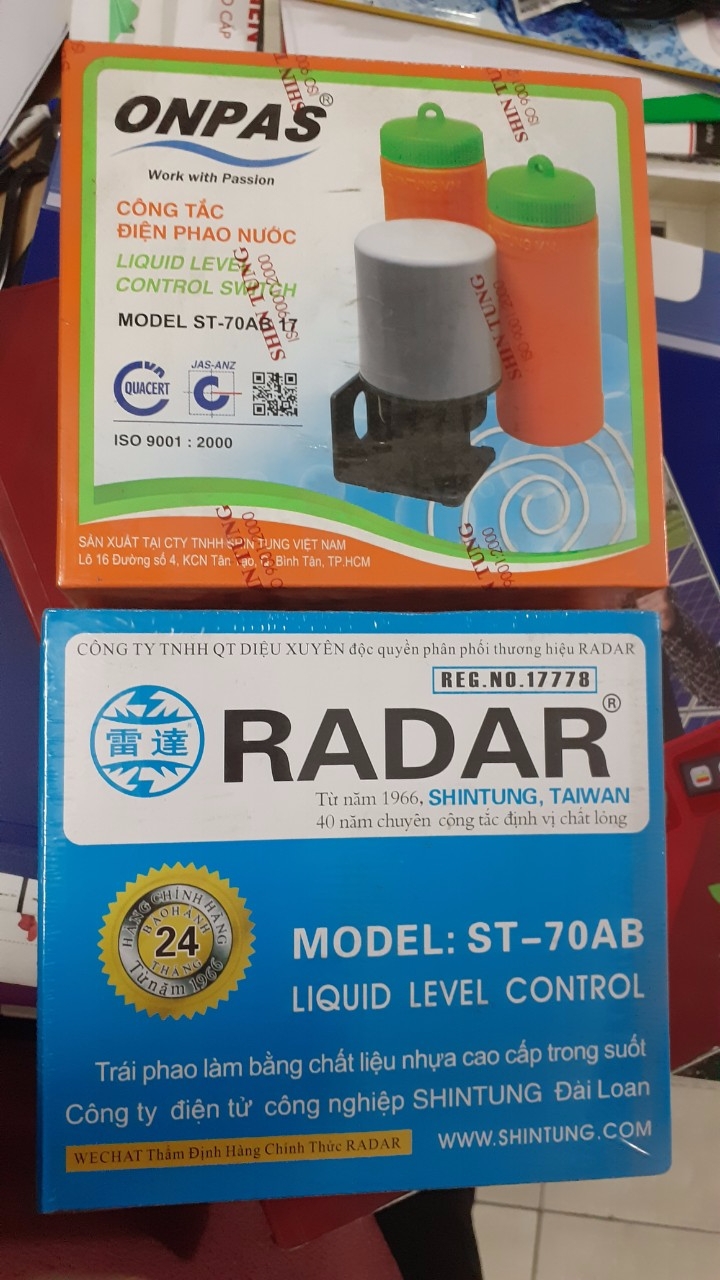 ONPAS®
Work with Passion
CÔNG TẮC
ĐIỆN PHAO NƯỚC
LIQUID LEVEL
CONTROL SWITCH
MODEL ST-70AB 17
QUACERT
JAS-ANZ
ISO 9001 : 2000
SHIN TUNG
ISO 9001:2000
SẢN XUẤT TẠI CTY TNHH SHIN TUNG VIỆT NAM
Lô 16 Đường số 4, KCN Tân Tạo, Q. Bình Tân, TP.HCM
CÔNG TY TNHH QT DIỆU XUYÊN độc quyền phân phối thương hiệu RADAR
REG.NO.17778
雷達
RADAR®
Từ năm 1966, SHINTUNG, TAIWAN
40 năm chuyên cộng tắc định vị chất lỏng
HÀNG CHÍNH HÃNG
BẢO HÀNH
24
THÁNG
Từ năm 1966
MODEL: ST-70AB
LIQUID LEVEL CONTROL
Trái phao làm bằng chất liệu nhựa cao cấp trong suốt
Công ty điện tử công nghiệp SHINTUNG Đài Loan
WECHAT Thẩm Định Hàng Chính Thức RADAR
WWW.SHINTUNG.COM